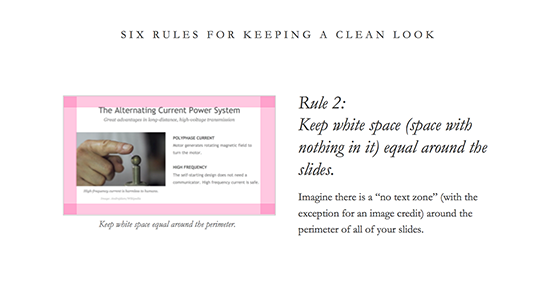 SIX RULES FOR KEEPING A CLEAN LOOK
The Alternating Current Power System
Great advantages in long-distance, high-voltage transmission
POLYPHASE CURRENT
Motor generates rotating magnetic field to
turn the motor.
HIGH FREQUENCY
The self starting design does not need a
communicator. High frequency current is safe.
High-frequency current is harmless to humans.
Keep white space equal around the perimeter.
Rule 2:
Keep white space (space with
nothing in it) equal around the
slides.
Imagine there is a “no text zone” (with the
exception for an image credit) around the
perimeter of all of your slides.